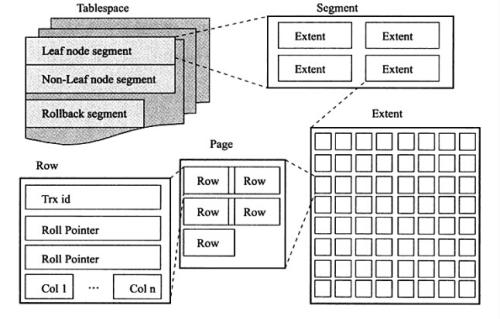 Tablespace
Segment
Leaf node segment
Non-Leaf node segment
Rollback segment
Extent
Extent
Extent
Extent
Extent
Page
Row
Row
Row
Row
Row
Row
Trx id
Roll Pointer
Roll Pointer
Col 1
...
Col n